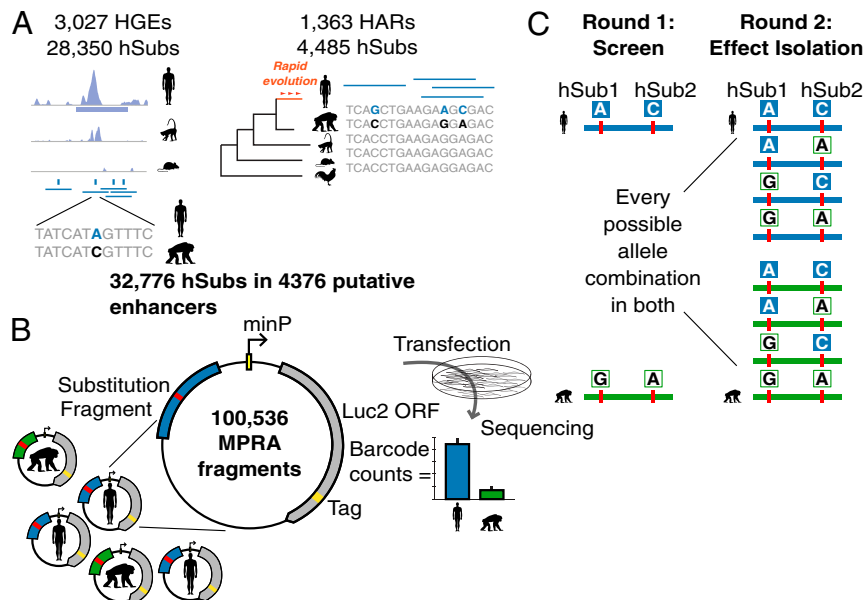 A
3,027 HGEs
28,350 hSubs
1,363 HARs
4,485 hSubs
Rapid
evolution
TCAGCTGAAGAAGCGAC
TCACCTGAAGAGGAGAC
TCACCTGAAGAGGAGAC
TCACCTGAAGAGGAGAC
TCACCTGAAGAGGAGAC
TATCATAGTTTC
TATCATCGTTTC
32,776 hSubs in 4376 putative
enhancers
B
minP
Substitution
Fragment
100,536
MPRA
fragments
Luc2 ORF
Tag
Transfection
Sequencing
Barcode
counts =
C
Round 1:
Screen
Round 2:
Effect Isolation
hSub1 hSub2
hSub1 hSub2
A C
A C
A A
G C
G A
Every
possible
allele
combination
in both
A C
A A
G C
G A
G A